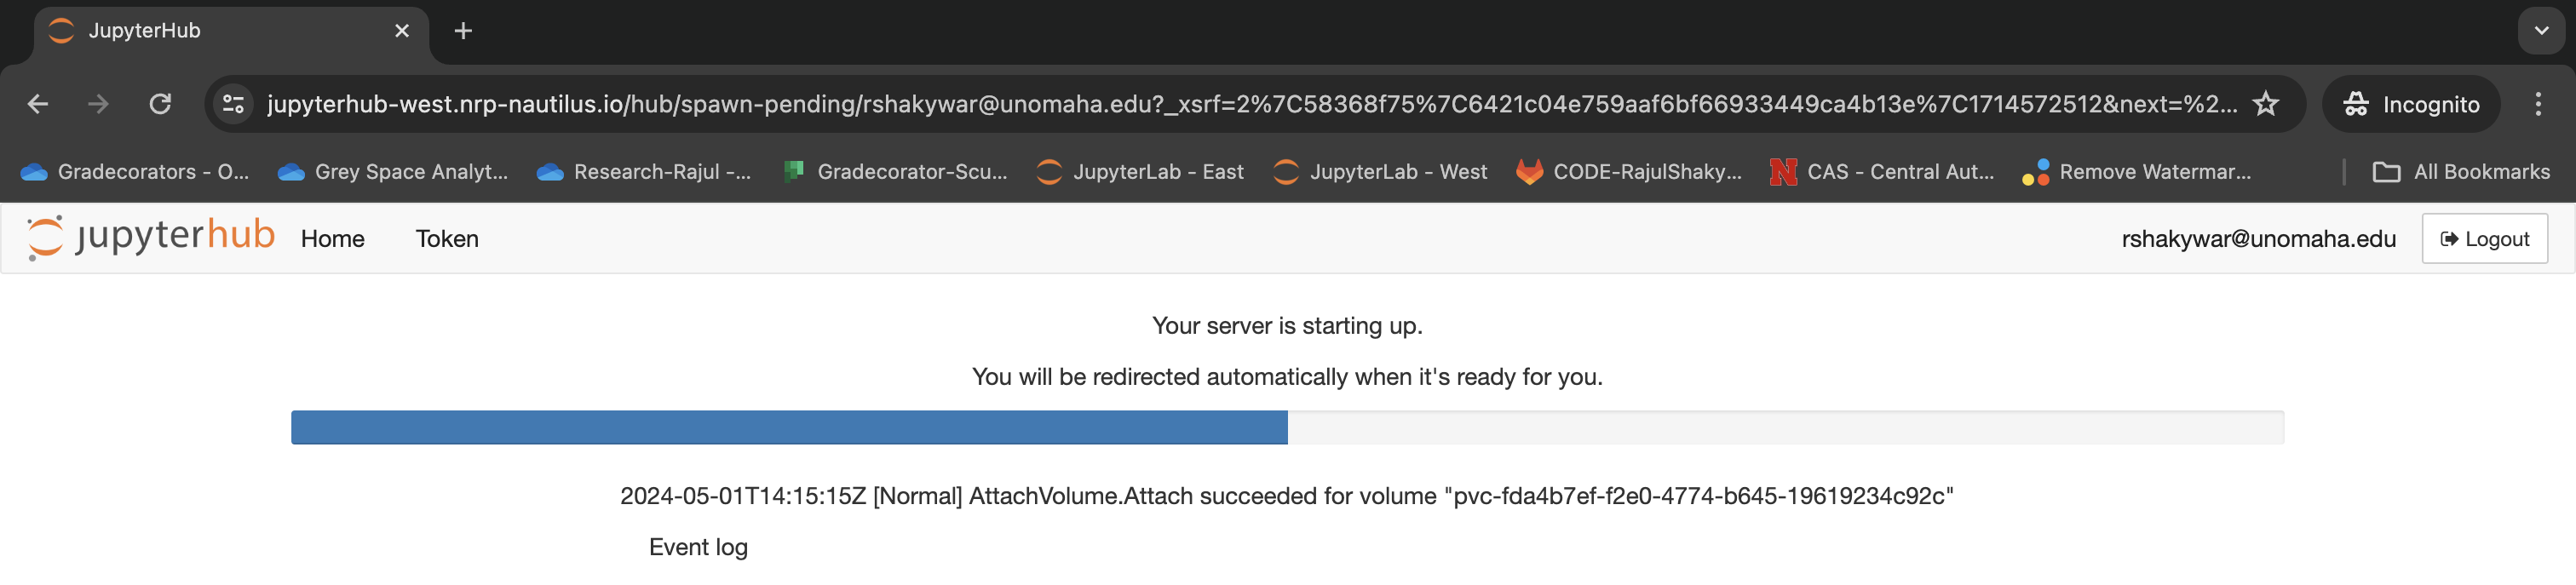 JupyterHub
jupyterhub-west.nrp-nautilus.io/hub/spawn-pending/rshakywar@unomaha.edu?_xsrf=2%7C58368f75%7C6421c04e759aaf6bf66933449ca4b13e%7C1714572512&next=%2...
Incognito
Gradecorators - O...
Grey Space Analyt...
Research-Rajul -...
Gradecorator-Scu...
JupyterLab - East
JupyterLab - West
CODE-RajulShaky...
N
CAS - Central Aut...
Remove Watermar...
All Bookmarks
jupyterhub
Home
Token
rshakywar@unomaha.edu
Logout
Your server is starting up.
You will be redirected automatically when it's ready for you.
2024-05-01T14:15:15Z [Normal] AttachVolume.Attach succeeded for volume "pvc-fda4b7ef-f2e0-4774-b645-19619234c92c"
Event log